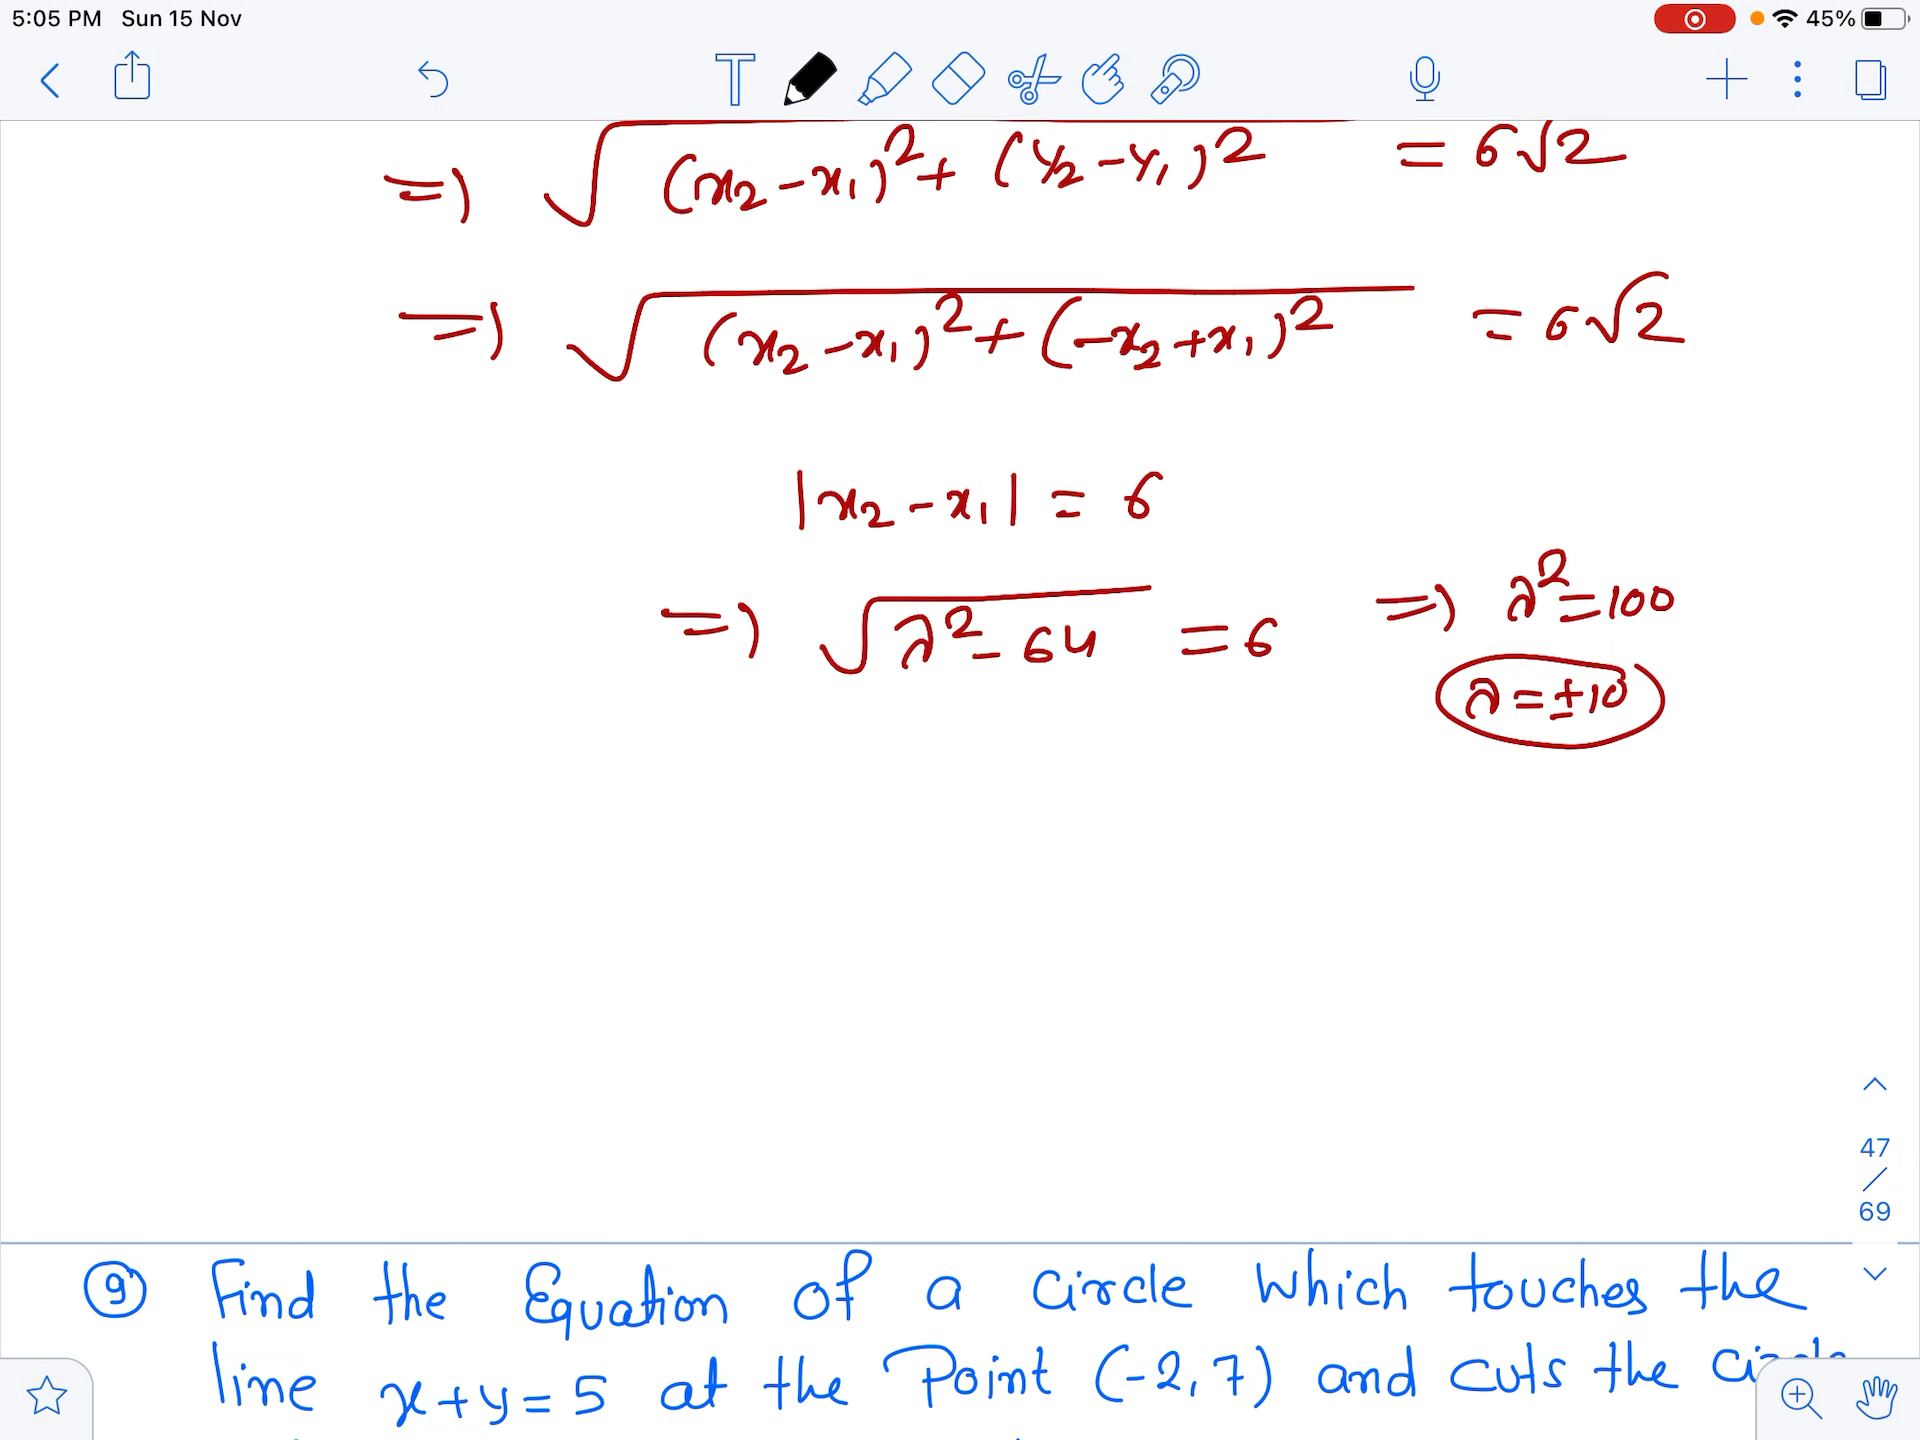 5:05 PM Sun 15 Nov 45%
T
=) √((x₂-x₁)²+(y₂-y₁)²) = 6√2
=) √((x₂-x₁)²+(-x₂+x₁)²) = 6√2
|x₂-x₁| = 6
=) √(λ²-64) = 6 =) λ²=100
λ=±10
47
/
69
⑨ Find the Equation of a circle which touches the
line x+y=5 at the Point (-2,7) and cuts the